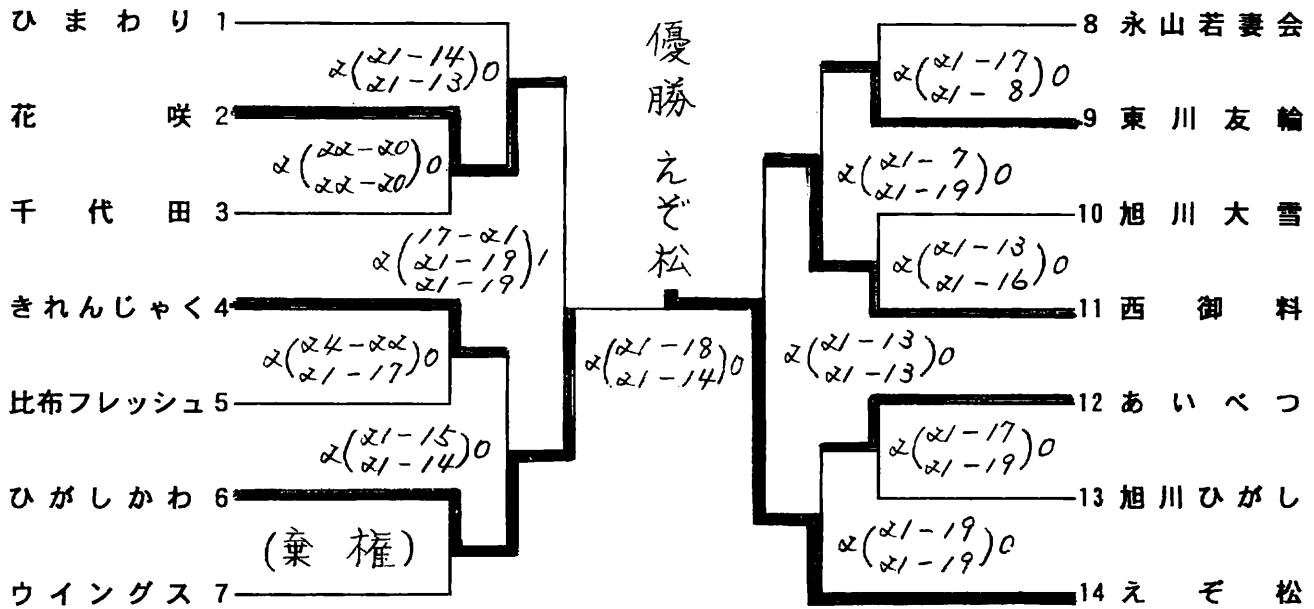 ひまわり 1
2(21-14
21-13)0
花咲 2
2(22-20
22-20)0
千代田 3
2(17-21
21-19
21-19)1
きれんじゃく 4
2(24-22
21-17)0
比布フレッシュ 5
2(21-15
21-14)0
ひがしかわ 6
(棄権)
ウイングス 7
優勝 えぞ松
2(21-18
21-14)0
8 永山若妻会
2(21-17
21-8)0
9 東川友輪
2(21-7
21-19)0
10 旭川大雪
2(21-13
21-16)0
11 西御料
2(21-13
21-13)0
12 あいべつ
2(21-17
21-19)0
13 旭川ひがし
2(21-19
21-19)0
14 えぞ松